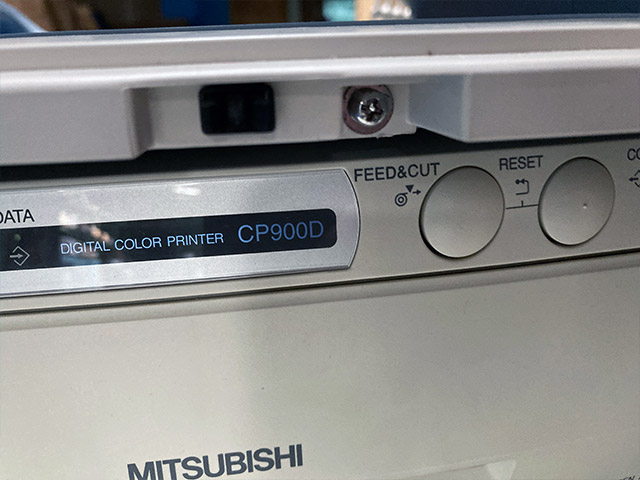 FEED&CUT
RESET
DATA
DIGITAL COLOR PRINTER CP900D
MITSUBISHI